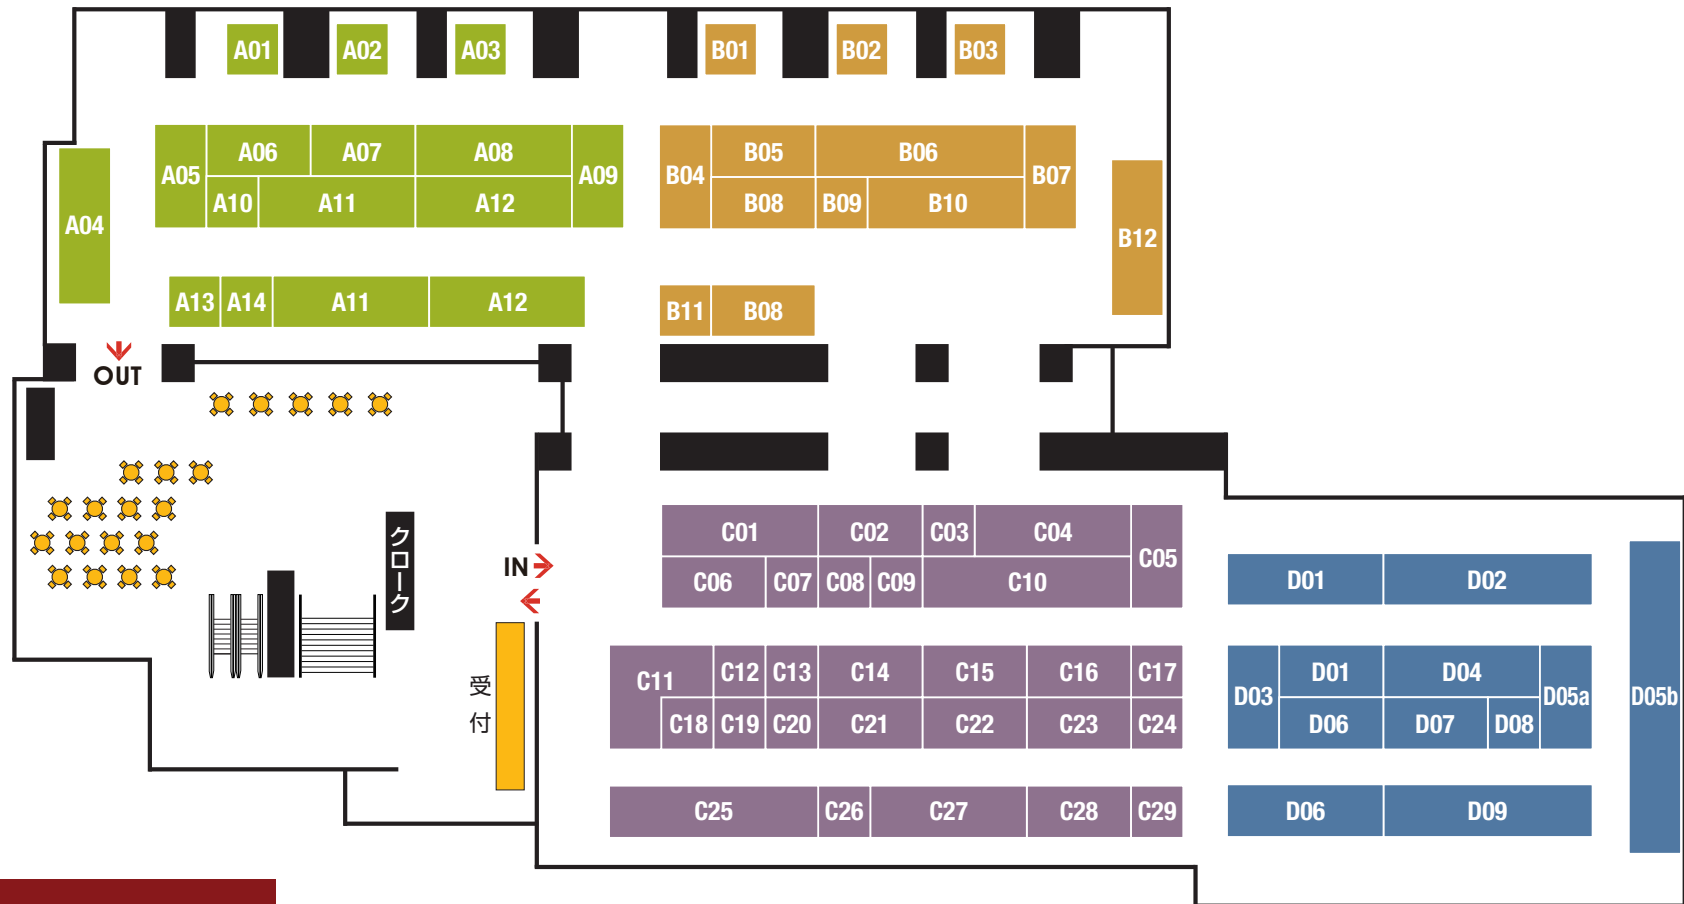 A01 A02 A03 B01 B02 B03
A06 A07 A08 B05 B06
A05 A09 B04 B07
A10 A11 A12 B08 B09 B10
A04 B12
A13 A14 A11 A12 B11 B08
OUT
C01 C02 C03 C04
C05
クローク
IN
C06 C07 C08 C09 C10 D01 D02
C11 C12 C13 C14 C15 C16 C17 D01 D04
D03 D05a D05b
受付
C18 C19 C20 C21 C22 C23 C24 D06 D07 D08
C25 C26 C27 C28 C29 D06 D09